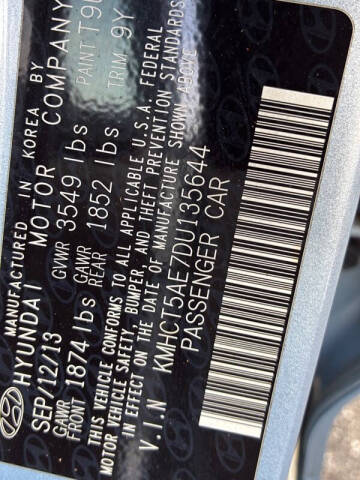 MANUFACTURED IN KOREA BY
HYUNDAI MOTOR COMPANY
SEP/12/13 GVWR 3549 lbs PAINT T9
GAWR FRONT 1874 lbs GAWR REAR 1852 lbs TRIM 9Y
THIS VEHICLE CONFORMS TO ALL APPLICABLE U.S.A. FEDERAL
MOTOR VEHICLE SAFETY, BUMPER, AND THEFT PREVENTION STANDARDS
IN EFFECT ON THE DATE OF MANUFACTURE SHOWN ABOVE
V.I.N KMHCT5AE7DU135644
PASSENGER CAR